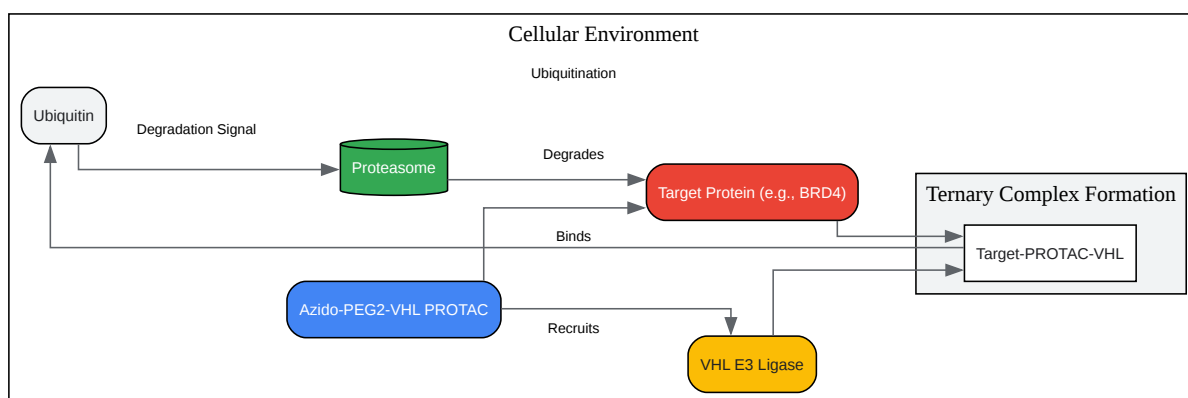 Cellular Environment
Ubiquitination
Ubiquitin
Degradation Signal
Proteasome
Degrades
Target Protein (e.g., BRD4)
Ternary Complex Formation
Binds
Target-PROTAC-VHL
Azido-PEG2-VHL PROTAC
Recruits
VHL E3 Ligase